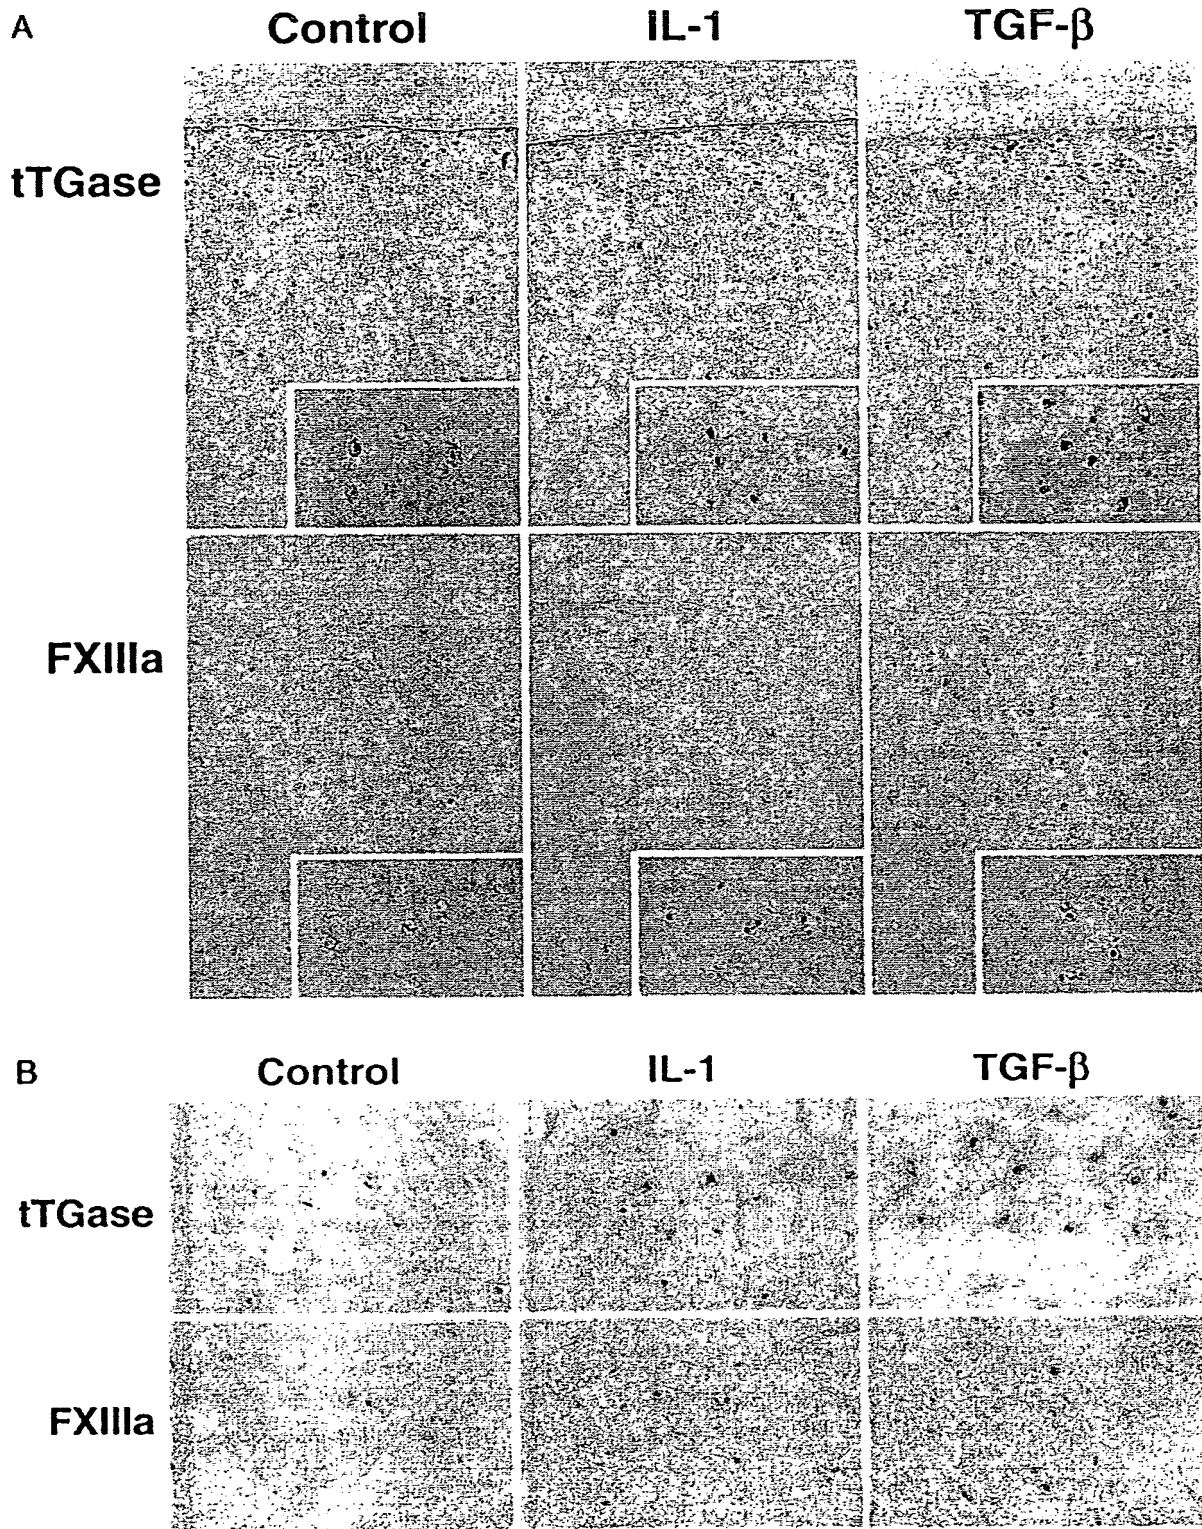 A
Control IL-1 TGF-β
tTGase
FXIIIa
B
Control IL-1 TGF-β
tTGase
FXIIIa